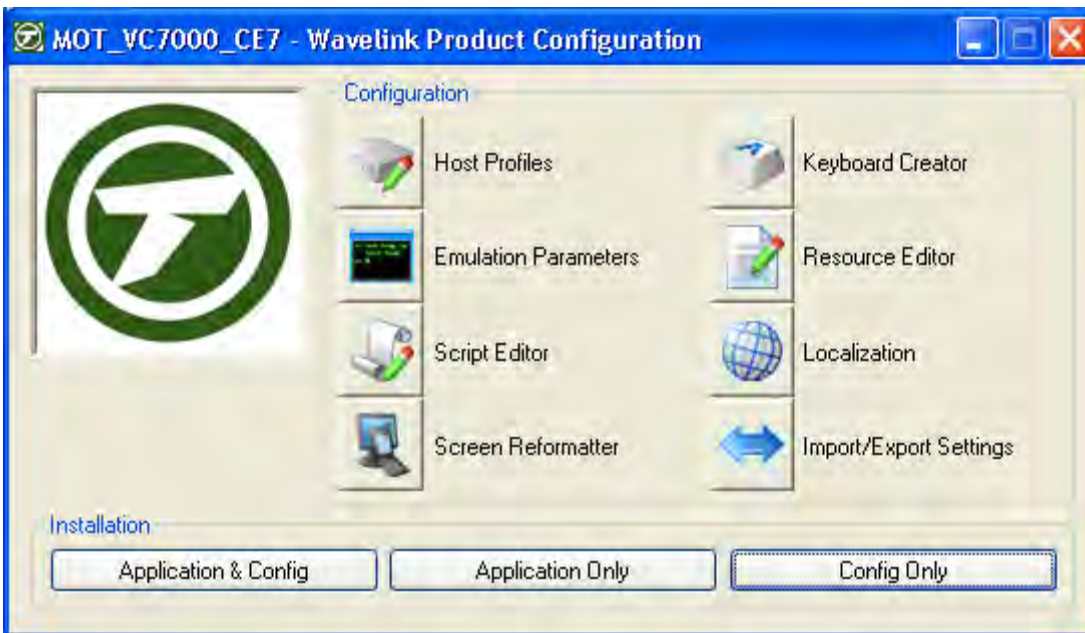 MOT_VC7000_CE7 - Wavelink Product Configuration
Configuration
Host Profiles
Keyboard Creator
Emulation Parameters
Resource Editor
Script Editor
Localization
Screen Reformatter
Import/Export Settings
Installation
Application & Config
Application Only
Config Only